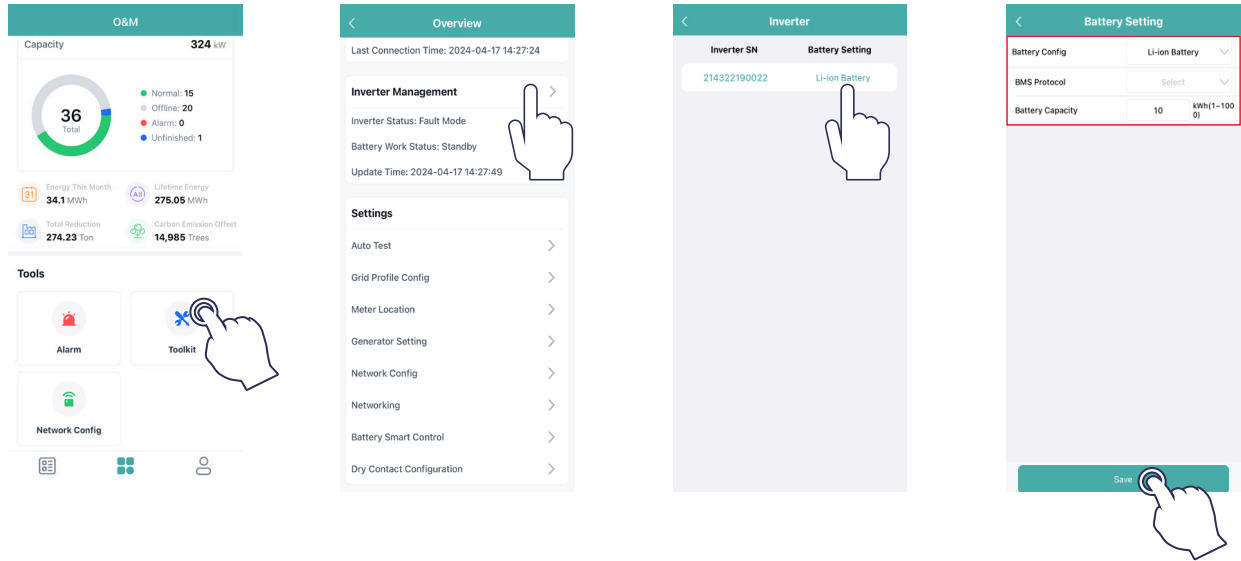 O&M
Capacity
324 kW
36
Total
Normal: 15
Offline: 20
Alarm: 0
Unfinished: 1
31
Energy This Month
34.1 MWh
All
Lifetime Energy
275.05 MWh
Total Reduction
274.23 Ton
Carbon Emission Offset
14,985 Trees
Tools
Alarm
Toolkit
Network Config
Overview
Last Connection Time: 2024-04-17 14:27:24
Inverter Management
Inverter Status: Fault Mode
Battery Work Status: Standby
Update Time: 2024-04-17 14:27:49
Settings
Auto Test
Grid Profile Config
Meter Location
Generator Setting
Network Config
Networking
Battery Smart Control
Dry Contact Configuration
Inverter
Inverter SN Battery Setting
214322190022 Li-ion Battery
Battery Setting
Battery Config Li-ion Battery
BMS Protocol Select
Battery Capacity 10 kWh(1~100
0)
Save